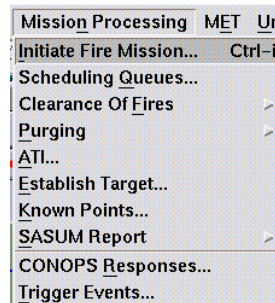 Mission Processing MET Un
Initiate Fire Mission... Ctrl-i
Scheduling Queues...
Clearance Of Fires
Purging
ATI...
Establish Target...
Known Points...
SASUM Report
CONOPS Responses...
Trigger Events...